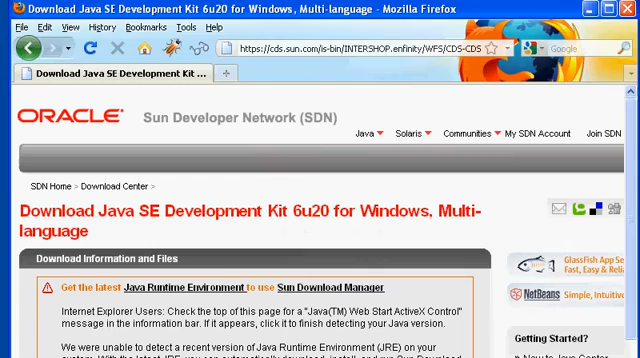 Download Java SE Development Kit 6u20 for Windows, Multi-language - Mozilla Firefox
File Edit View History Bookmarks Tools Help
https://cds.sun.com/is-bin/INTERSHOP.enfinity/WFS/CDS-CDS
Google
Download Java SE Development Kit ...
ORACLE Sun Developer Network (SDN)
Java Solaris Communities My SDN Account Join SDN
SDN Home > Download Center >
Download Java SE Development Kit 6u20 for Windows, Multi-
language
Download Information and Files
GlassFish App Se
Fast, Easy & Relia
Get the latest Java Runtime Environment to use Sun Download Manager
NetBeans Simple, Intuitive
Internet Explorer Users: Check the top of this page for a "Java(TM) Web Start ActiveX Control"
message in the information bar. If it appears, click it to finish detecting your Java version.
Getting Started?
We were unable to detect a recent version of Java Runtime Environment (JRE) on your
New to Java Center